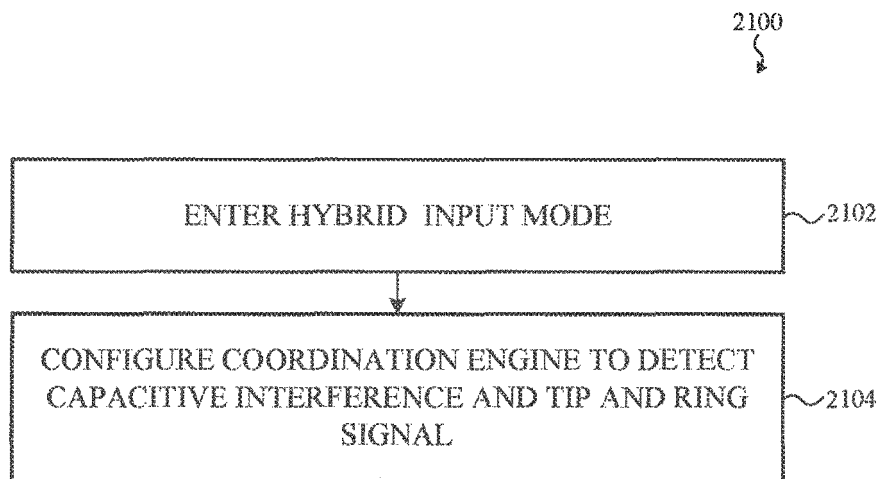 2100
ENTER HYBRID INPUT MODE
2102
CONFIGURE COORDINATION ENGINE TO DETECT
CAPACITIVE INTERFERENCE AND TIP AND RING
SIGNAL
2104